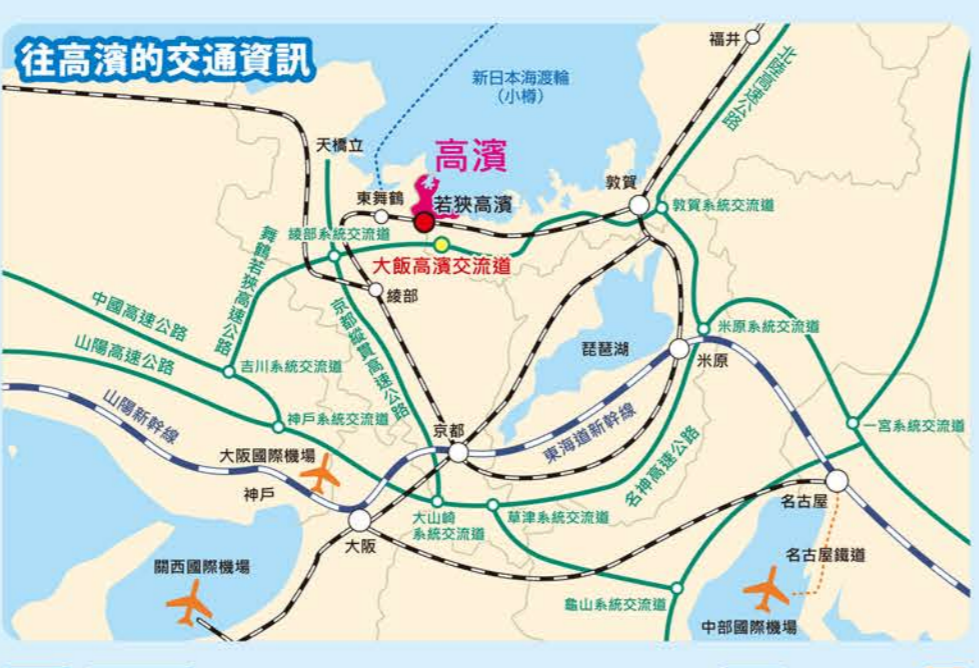 往高濱的交通資訊
福井
北陸高速公路
新日本海渡輪
（小樽）
天橋立
高濱
敦賀
東舞鶴
若狹高濱
敦賀系統交流道
綾部系統交流道
大飯高濱交流道
舞鶴若狹高速公路
綾部
中國高速公路
京都縱貫高速公路
米原系統交流道
山陽高速公路
琵琶湖
米原
吉川系統交流道
山陽新幹線
神戶系統交流道
京都
東海道新幹線
一宮系統交流道
大阪國際機場
名神高速公路
神戶
名古屋
大山崎
系統交流道
草津系統交流道
大阪
名古屋鐵道
關西國際機場
龜山系統交流道
中部國際機場